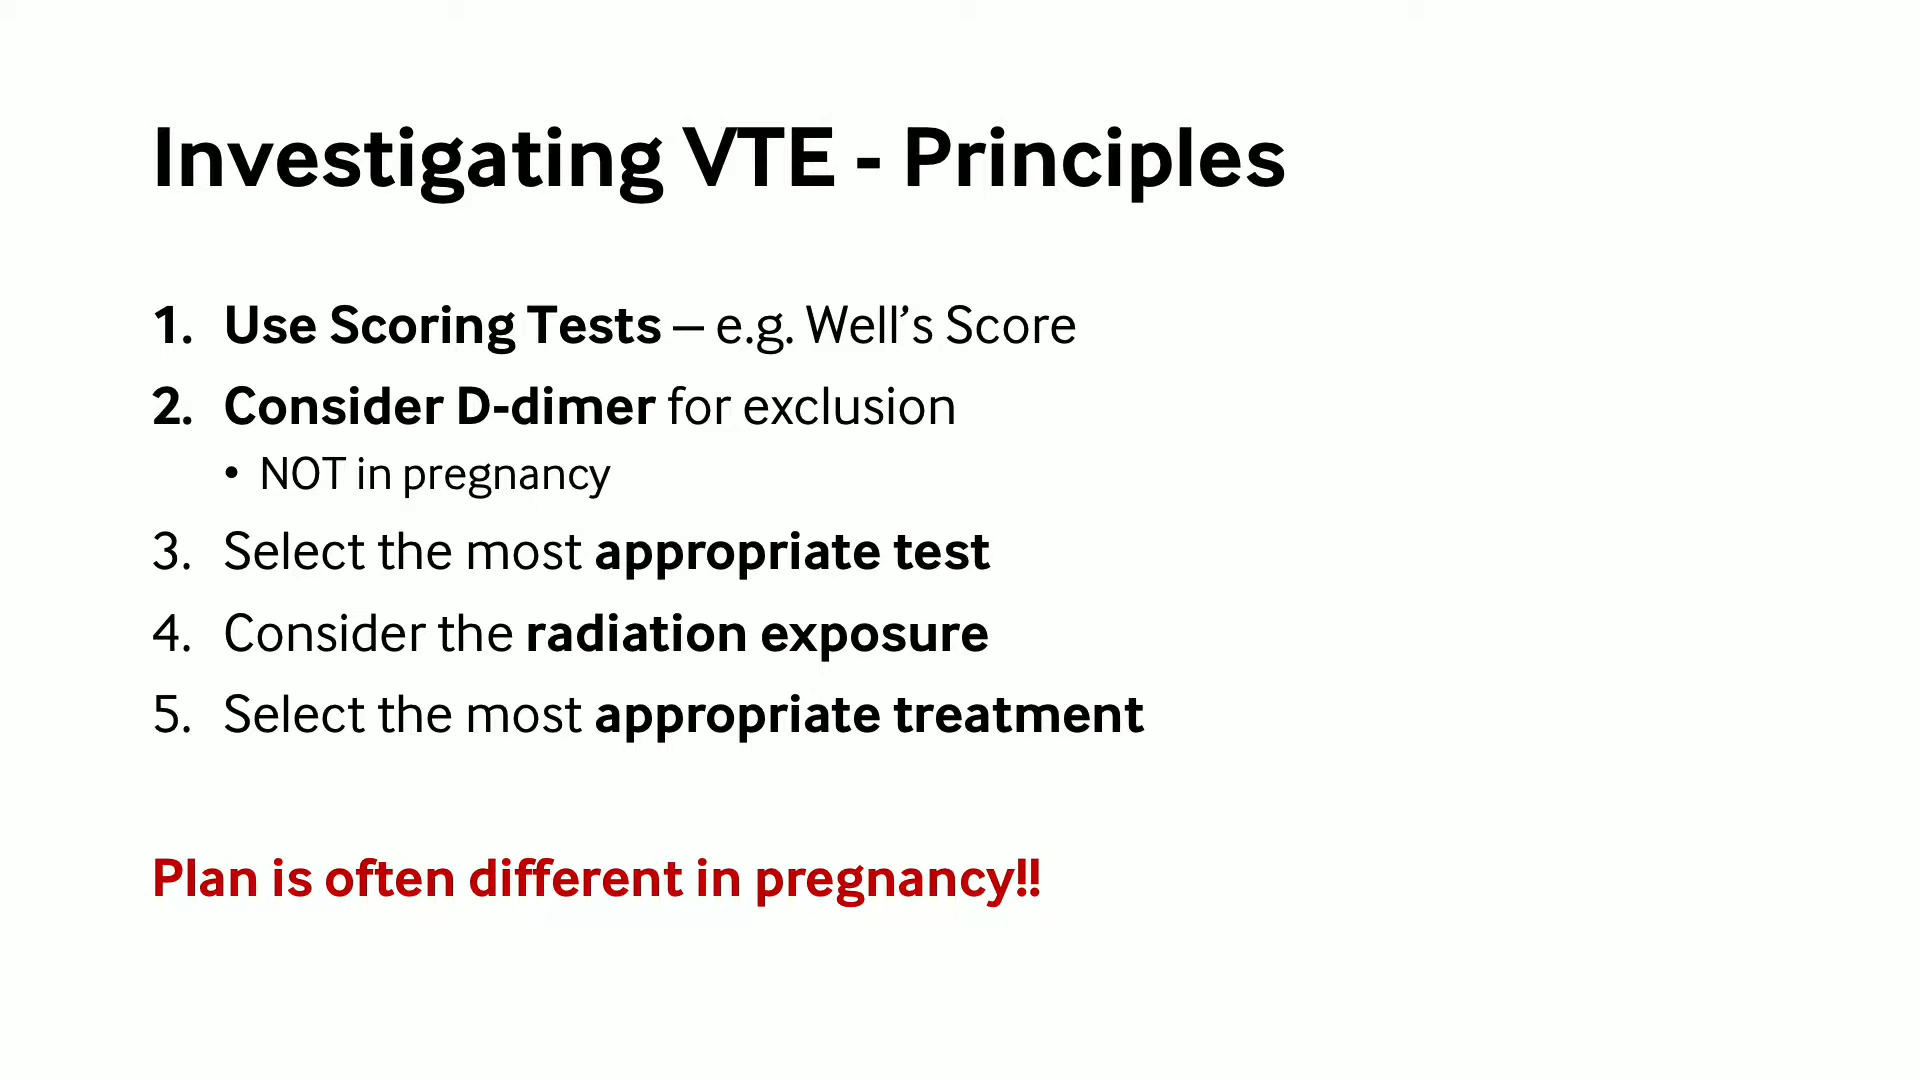 Investigating VTE - Principles
1. Use Scoring Tests – e.g. Well’s Score
2. Consider D-dimer for exclusion
• NOT in pregnancy
3. Select the most appropriate test
4. Consider the radiation exposure
5. Select the most appropriate treatment
Plan is often different in pregnancy!!